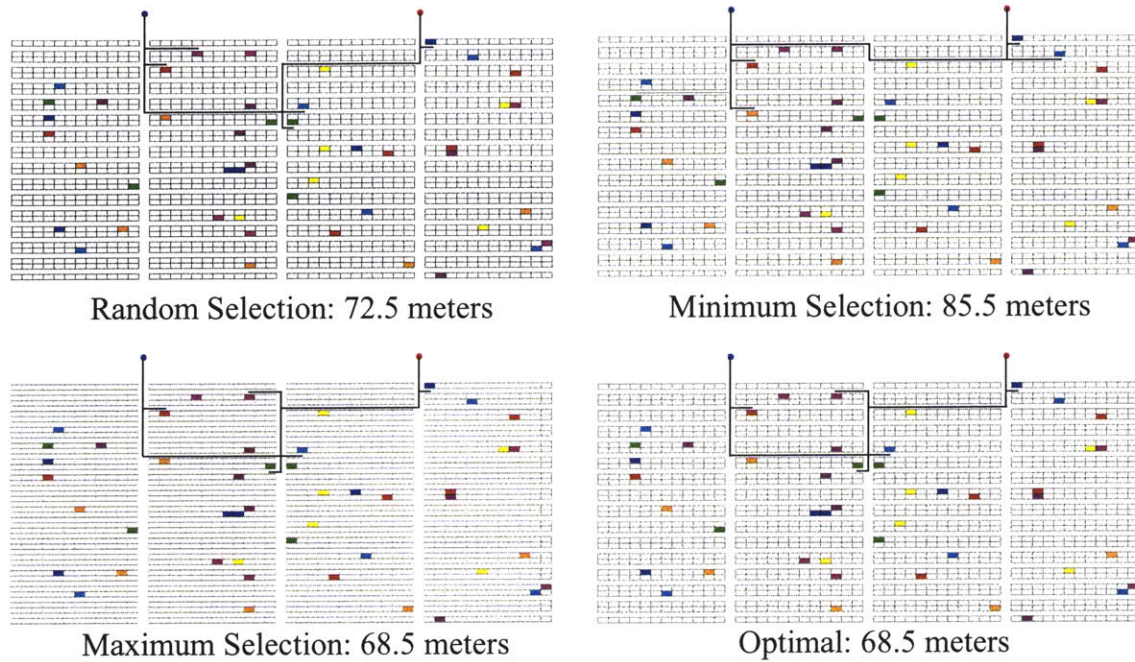 Random Selection: 72.5 meters
Minimum Selection: 85.5 meters
Maximum Selection: 68.5 meters
Optimal: 68.5 meters